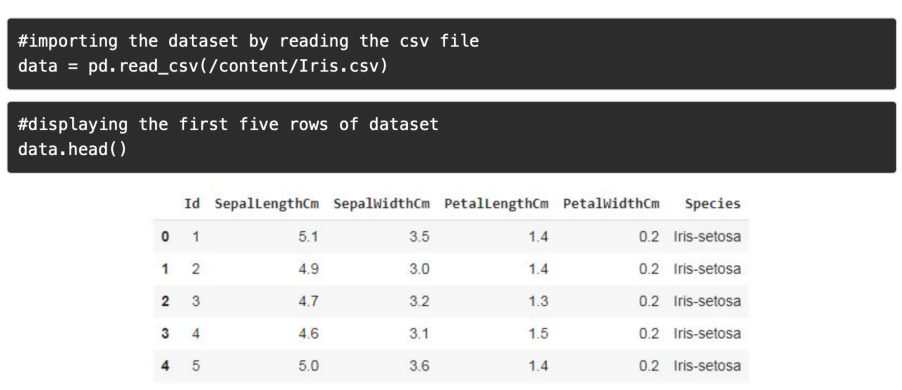 #importing the dataset by reading the csv file
data = pd.read_csv(/content/Iris.csv)
#displaying the first five rows of dataset
data.head()
Id SepalLengthCm SepalWidthCm PetalLengthCm PetalWidthCm Species
0 1 5.1 3.5 1.4 0.2 Iris-setosa
1 2 4.9 3.0 1.4 0.2 Iris-setosa
2 3 4.7 3.2 1.3 0.2 Iris-setosa
3 4 4.6 3.1 1.5 0.2 Iris-setosa
4 5 5.0 3.6 1.4 0.2 Iris-setosa